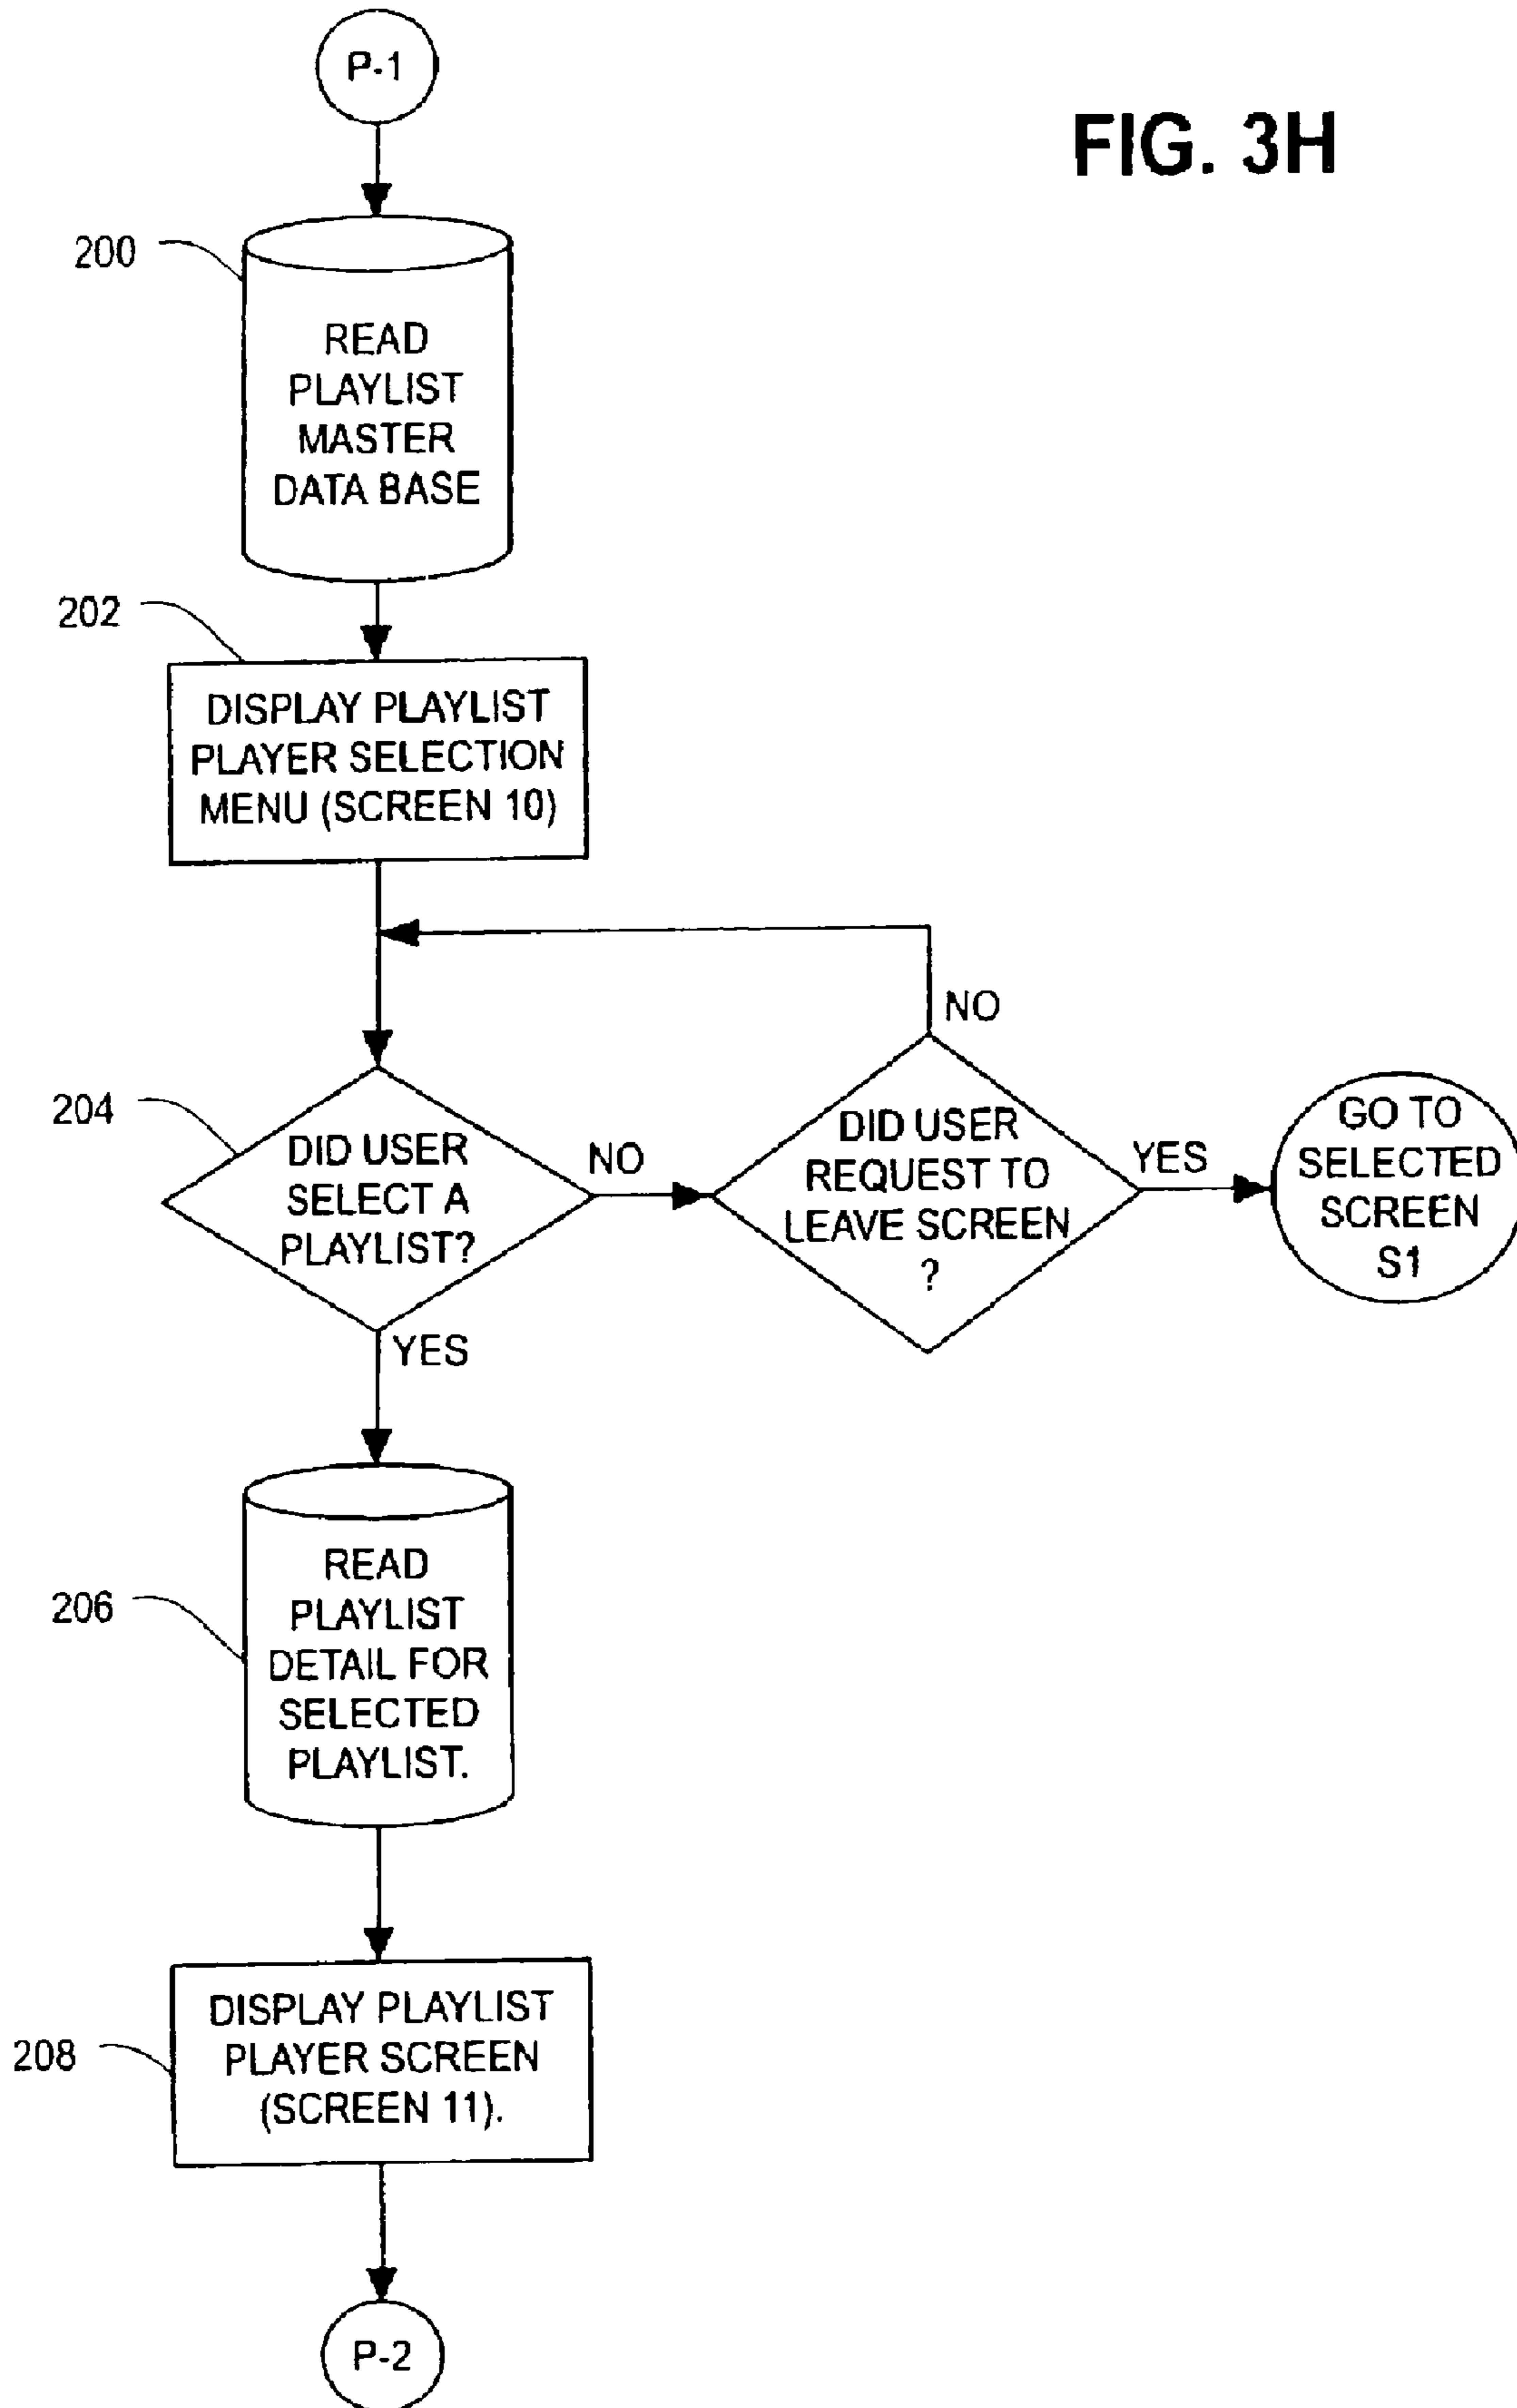 P-1
FIG. 3H
200
READ
PLAYLIST
MASTER
DATA BASE
202
DISPLAY PLAYLIST
PLAYER SELECTION
MENU (SCREEN 10)
NO
204
DID USER
SELECT A
PLAYLIST?
NO
DID USER
REQUEST TO
LEAVE SCREEN
?
YES
GO TO
SELECTED
SCREEN
S1
YES
206
READ
PLAYLIST
DETAIL FOR
SELECTED
PLAYLIST.
208
DISPLAY PLAYLIST
PLAYER SCREEN
(SCREEN 11).
P-2